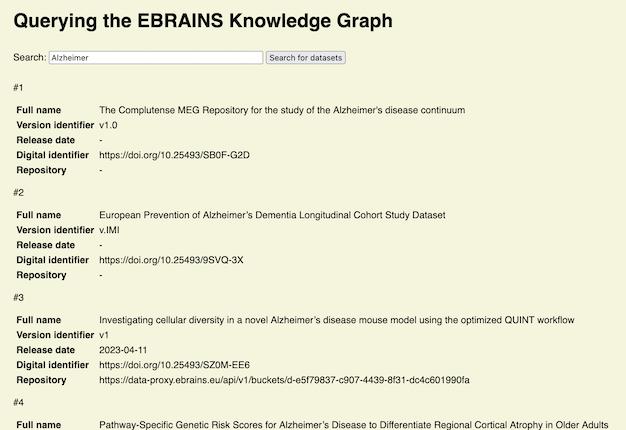 Querying the EBRAINS Knowledge Graph
Search: Alzheimer Search for datasets
#1
Full name The Complutense MEG Repository for the study of the Alzheimer's disease continuum
Version identifier v1.0
Release date -
Digital identifier https://doi.org/10.25493/SB0F-G2D
Repository -
#2
Full name European Prevention of Alzheimer's Dementia Longitudinal Cohort Study Dataset
Version identifier v.IMI
Release date -
Digital identifier https://doi.org/10.25493/9SVQ-3X
Repository -
#3
Full name Investigating cellular diversity in a novel Alzheimer's disease mouse model using the optimized QUINT workflow
Version identifier v1
Release date 2023-04-11
Digital identifier https://doi.org/10.25493/SZ0M-EE6
Repository https://data-proxy.ebrains.eu/api/v1/buckets/d-e5f79837-c907-4439-8f31-dc4c601990fa
#4
Full name Pathway-Specific Genetic Risk Scores for Alzheimer's Disease to Differentiate Regional Cortical Atrophy in Older Adults